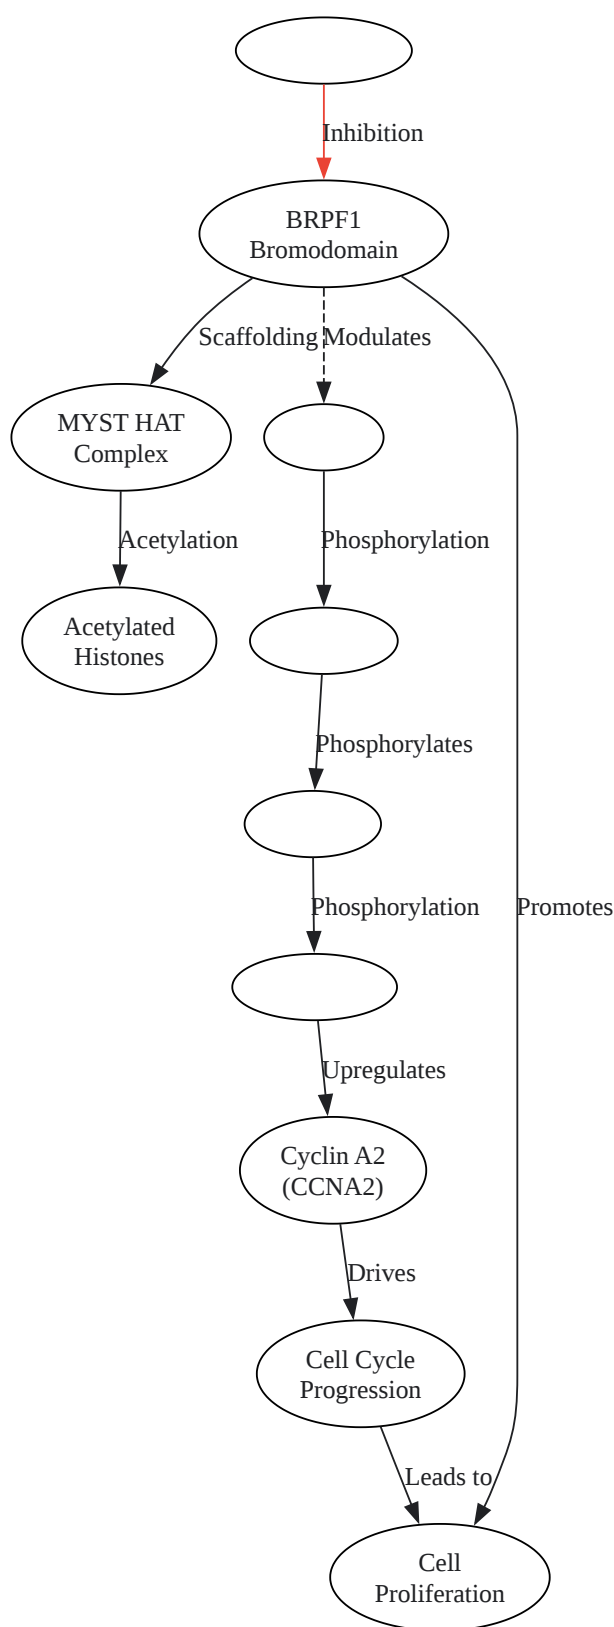 Inhibition
BRPF1
Bromodomain
Scaffolding
Modulates
MYST HAT
Complex
Acetylation
Phosphorylation
Acetylated
Histones
Phosphorylates
Phosphorylation
Promotes
Upregulates
Cyclin A2
(CCNA2)
Drives
Cell Cycle
Progression
Leads to
Cell
Proliferation